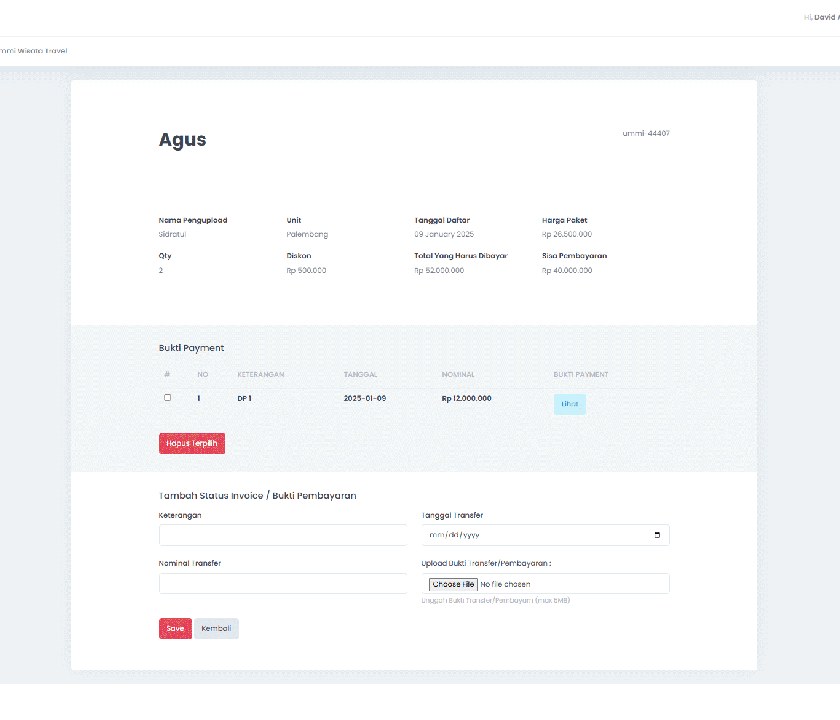 Hi, David A
mmi Wisata Travel
Agus
ummi-44407
Nama Pengupload Unit Tanggal Daftar Harga Paket
Sidratul Palembang 09 January 2025 Rp 26.500.000
Qty Diskon Total Yang Harus Dibayar Sisa Pembayaran
2 Rp 500.000 Rp 52.000.000 Rp 40.000.000
Bukti Payment
# NO KETERANGAN TANGGAL NOMINAL BUKTI PAYMENT
1 DP 1 2025-01-09 Rp 12.000.000 Lihat
Hapus Terpilih
Tambah Status Invoice / Bukti Pembayaran
Keterangan Tanggal Transfer
mm/dd/yyyy
Nominal Transfer Upload Bukti Transfer/Pembayaran :
Choose File No file chosen
Unggah Bukti Transfer/Pembayarn (max 5MB)
Save Kembali